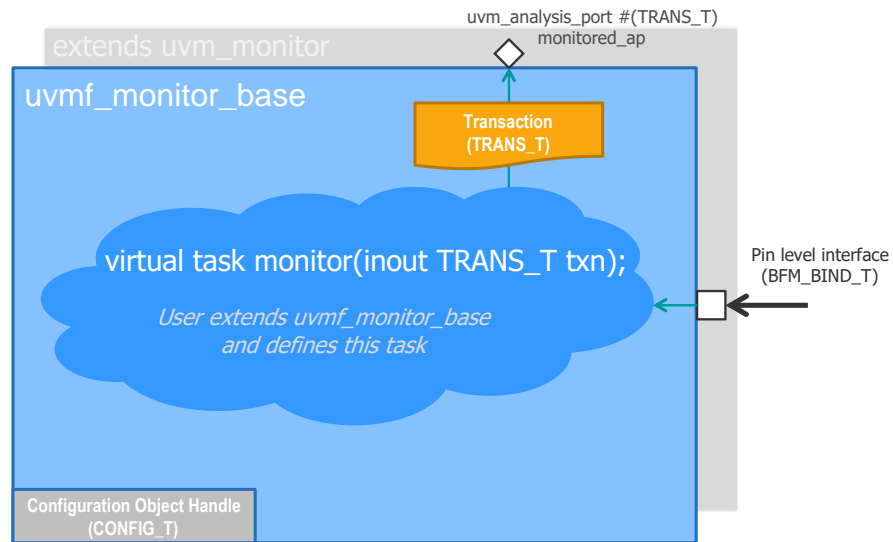 uvm_analysis_port #(TRANS_T)
monitored_ap
extends uvm_monitor
uvmf_monitor_base
Transaction
(TRANS_T)
virtual task monitor(inout TRANS_T txn);
User extends uvmf_monitor_base
and defines this task
Pin level interface
(BFM_BIND_T)
Configuration Object Handle
(CONFIG_T)